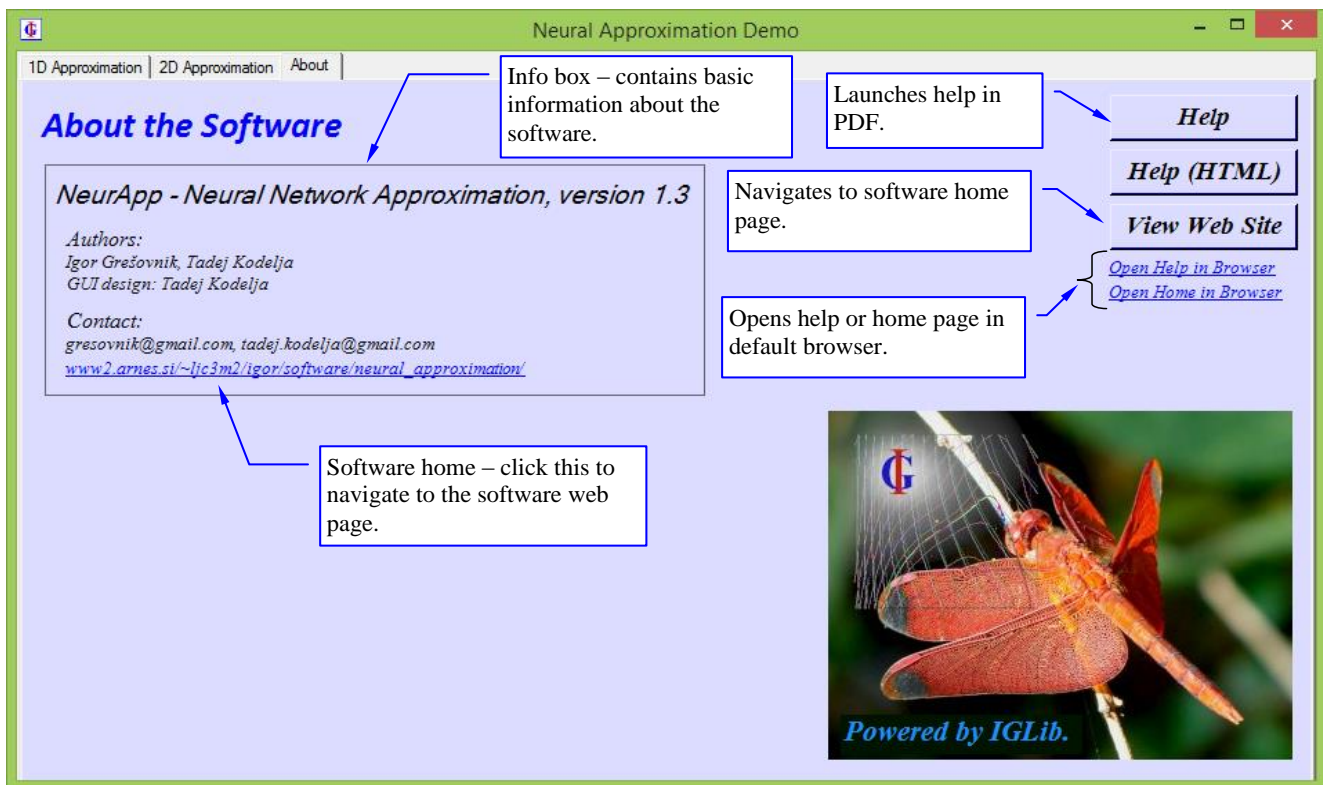 Neural Approximation Demo
1D Approximation
2D Approximation
About
About the Software
Info box – contains basic
information about the
software.
Launches help in
PDF.
Help
Help (HTML)
View Web Site
Open Help in Browser
Open Home in Browser
Navigates to software home
page.
Opens help or home page in
default browser.
NeurApp - Neural Network Approximation, version 1.3
Authors:
Igor Grešovnik, Tadej Kodelja
GUI design: Tadej Kodelja
Contact:
gresovnik@gmail.com, tadej.kodelja@gmail.com
www2.arnes.si/~ljc3m2/igor/software/neural_approximation/
Software home – click this to
navigate to the software web
page.
IG
Powered by IGLib.